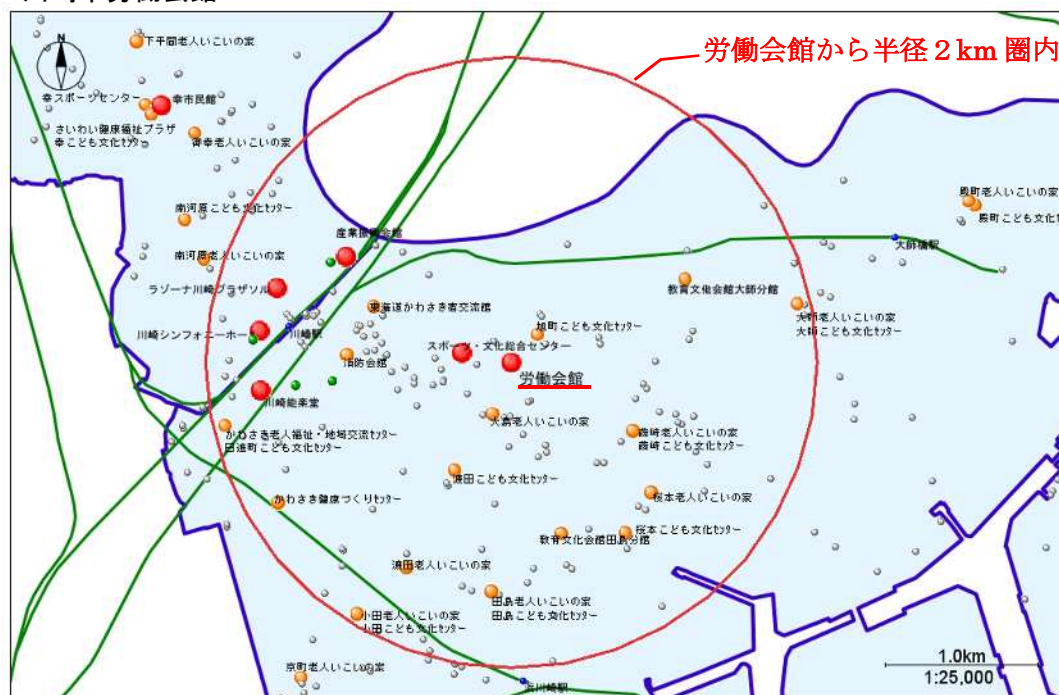 労働会館から半径２km圏内
N
下平間老人いこいの家
幸スポーツセンター
幸市民館
さいわい健康福祉プラザ
幸こども文化センター
御幸老人いこいの家
殿町老人いこいの家
殿町こども文化セ
南河原こども文化センター
産業振興会館
大師橋駅
南河原老人いこいの家
ラゾーナ川崎プラザソル
教育文化会館大師分館
東海道かわさき宿交流館
大師老人いこいの家
大師こども文化センター
川崎シンフォニーホー
川崎駅
旭町こども文化センター
スポーツ・文化総合センター
消防会館
労働会館
川崎能楽堂
大島老人いこいの家
かわさき老人福祉・地域交流センター
日進町こども文化センター
藤崎老人いこいの家
藤崎こども文化センター
渡田こども文化センター
桜本老人いこいの家
かわさき健康づくりセンター
教育文化会館田島分館
桜本こども文化センター
渡田老人いこいの家
田島老人いこいの家
田島こども文化センター
小田老人いこいの家
小田こども文化センター
京町老人いこいの家
浜川崎駅
1.0km
1:25,000